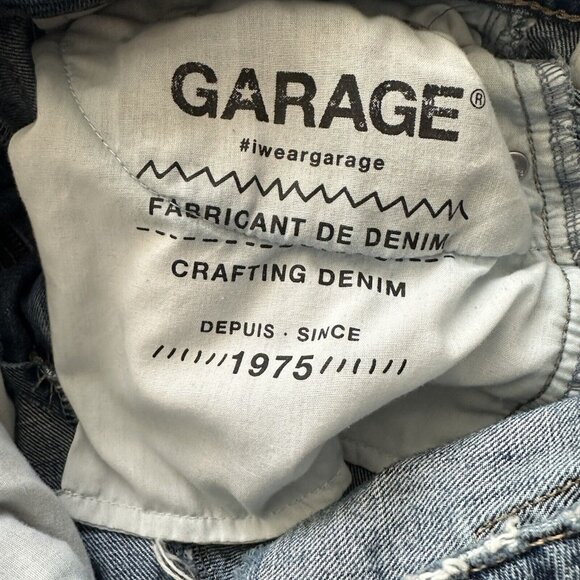 GARAGE®
#iweargarage
FABRICANT DE DENIM
CRAFTING DENIM
DEPUIS · SINCE
1975